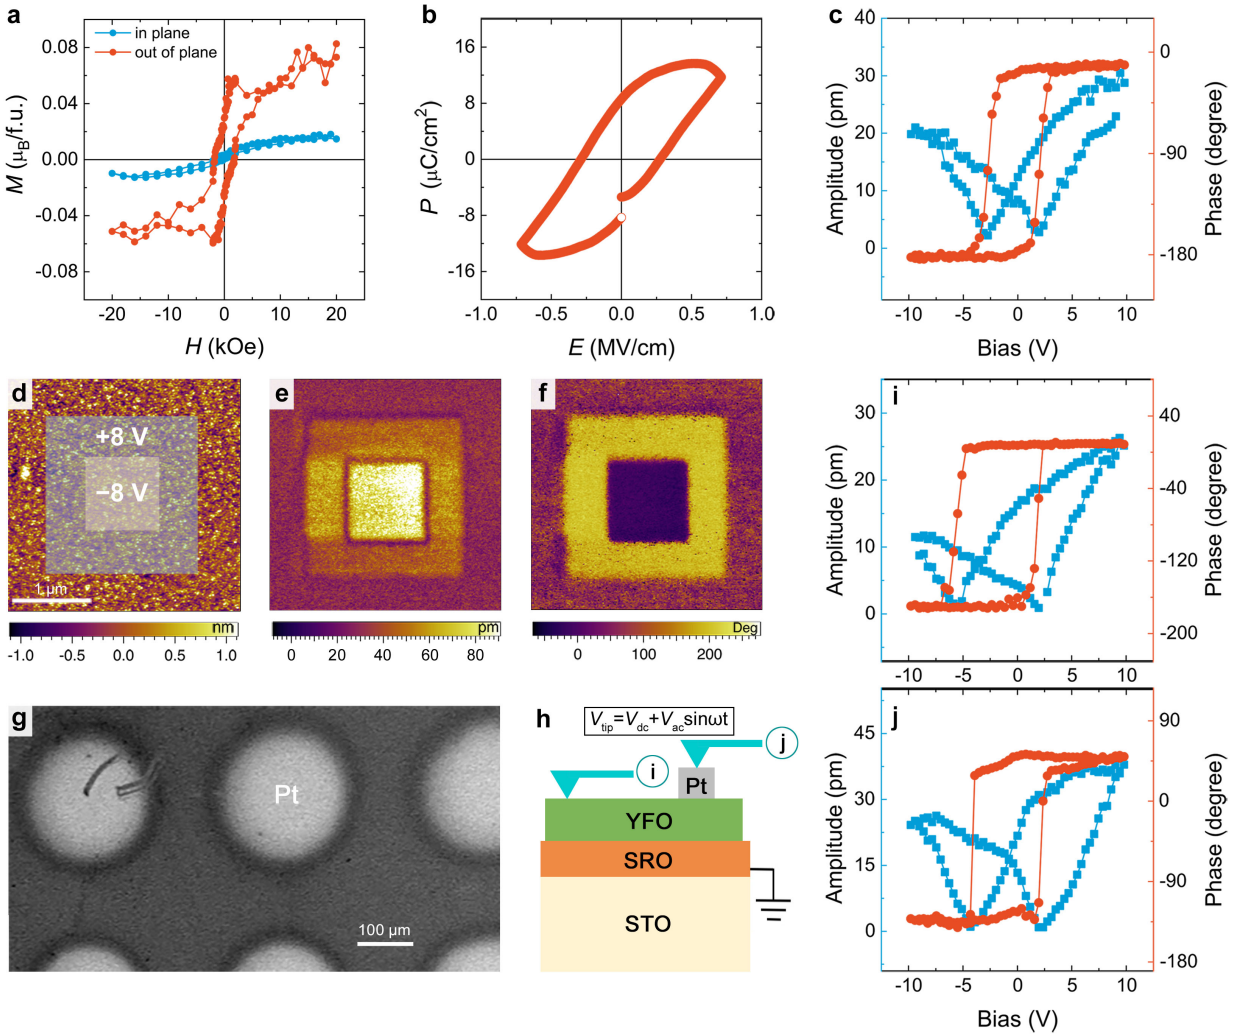 a
in plane
out of plane
M (μB/f.u.)
0.08
0.04
0.00
-0.04
-0.08
-20
-10
0
10
20
H (kOe)
b
P (μC/cm2)
16
8
0
-8
-16
-1.0
-0.5
0.0
0.5
1.0
E (MV/cm)
c
Amplitude (pm)
40
30
20
10
0
Phase (degree)
0
-90
-180
-10
-5
0
5
10
Bias (V)
d
+8 V
−8 V
1 μm
nm
-1.0
-0.5
0.0
0.5
1.0
e
pm
0
20
40
60
80
f
Deg
0
100
200
i
Amplitude (pm)
30
20
10
0
Phase (degree)
40
-40
-120
-200
-10
-5
0
5
10
g
Pt
100 μm
h
Vtip=Vdc+Vacsinωt
j
i
Pt
YFO
SRO
STO
j
Amplitude (pm)
45
30
15
0
Phase (degree)
90
0
-90
-180
-10
-5
0
5
10
Bias (V)